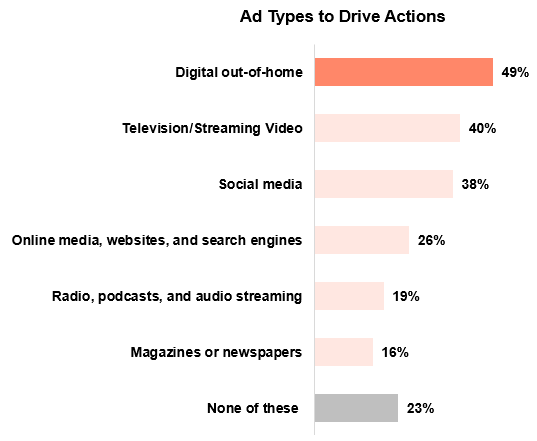 Ad Types to Drive Actions
Digital out-of-home 49%
Television/Streaming Video 40%
Social media 38%
Online media, websites, and search engines 26%
Radio, podcasts, and audio streaming 19%
Magazines or newspapers 16%
None of these 23%